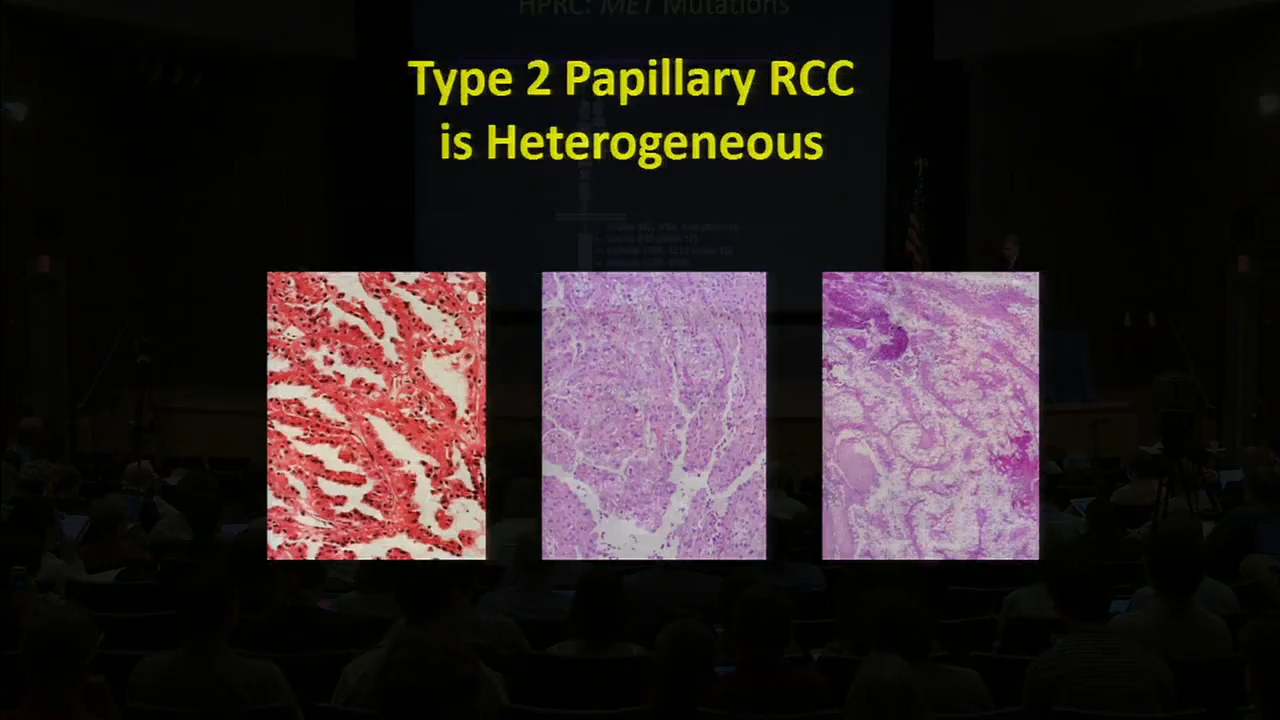 HPRC: MET Mutations
Type 2 Papillary RCC
is Heterogeneous